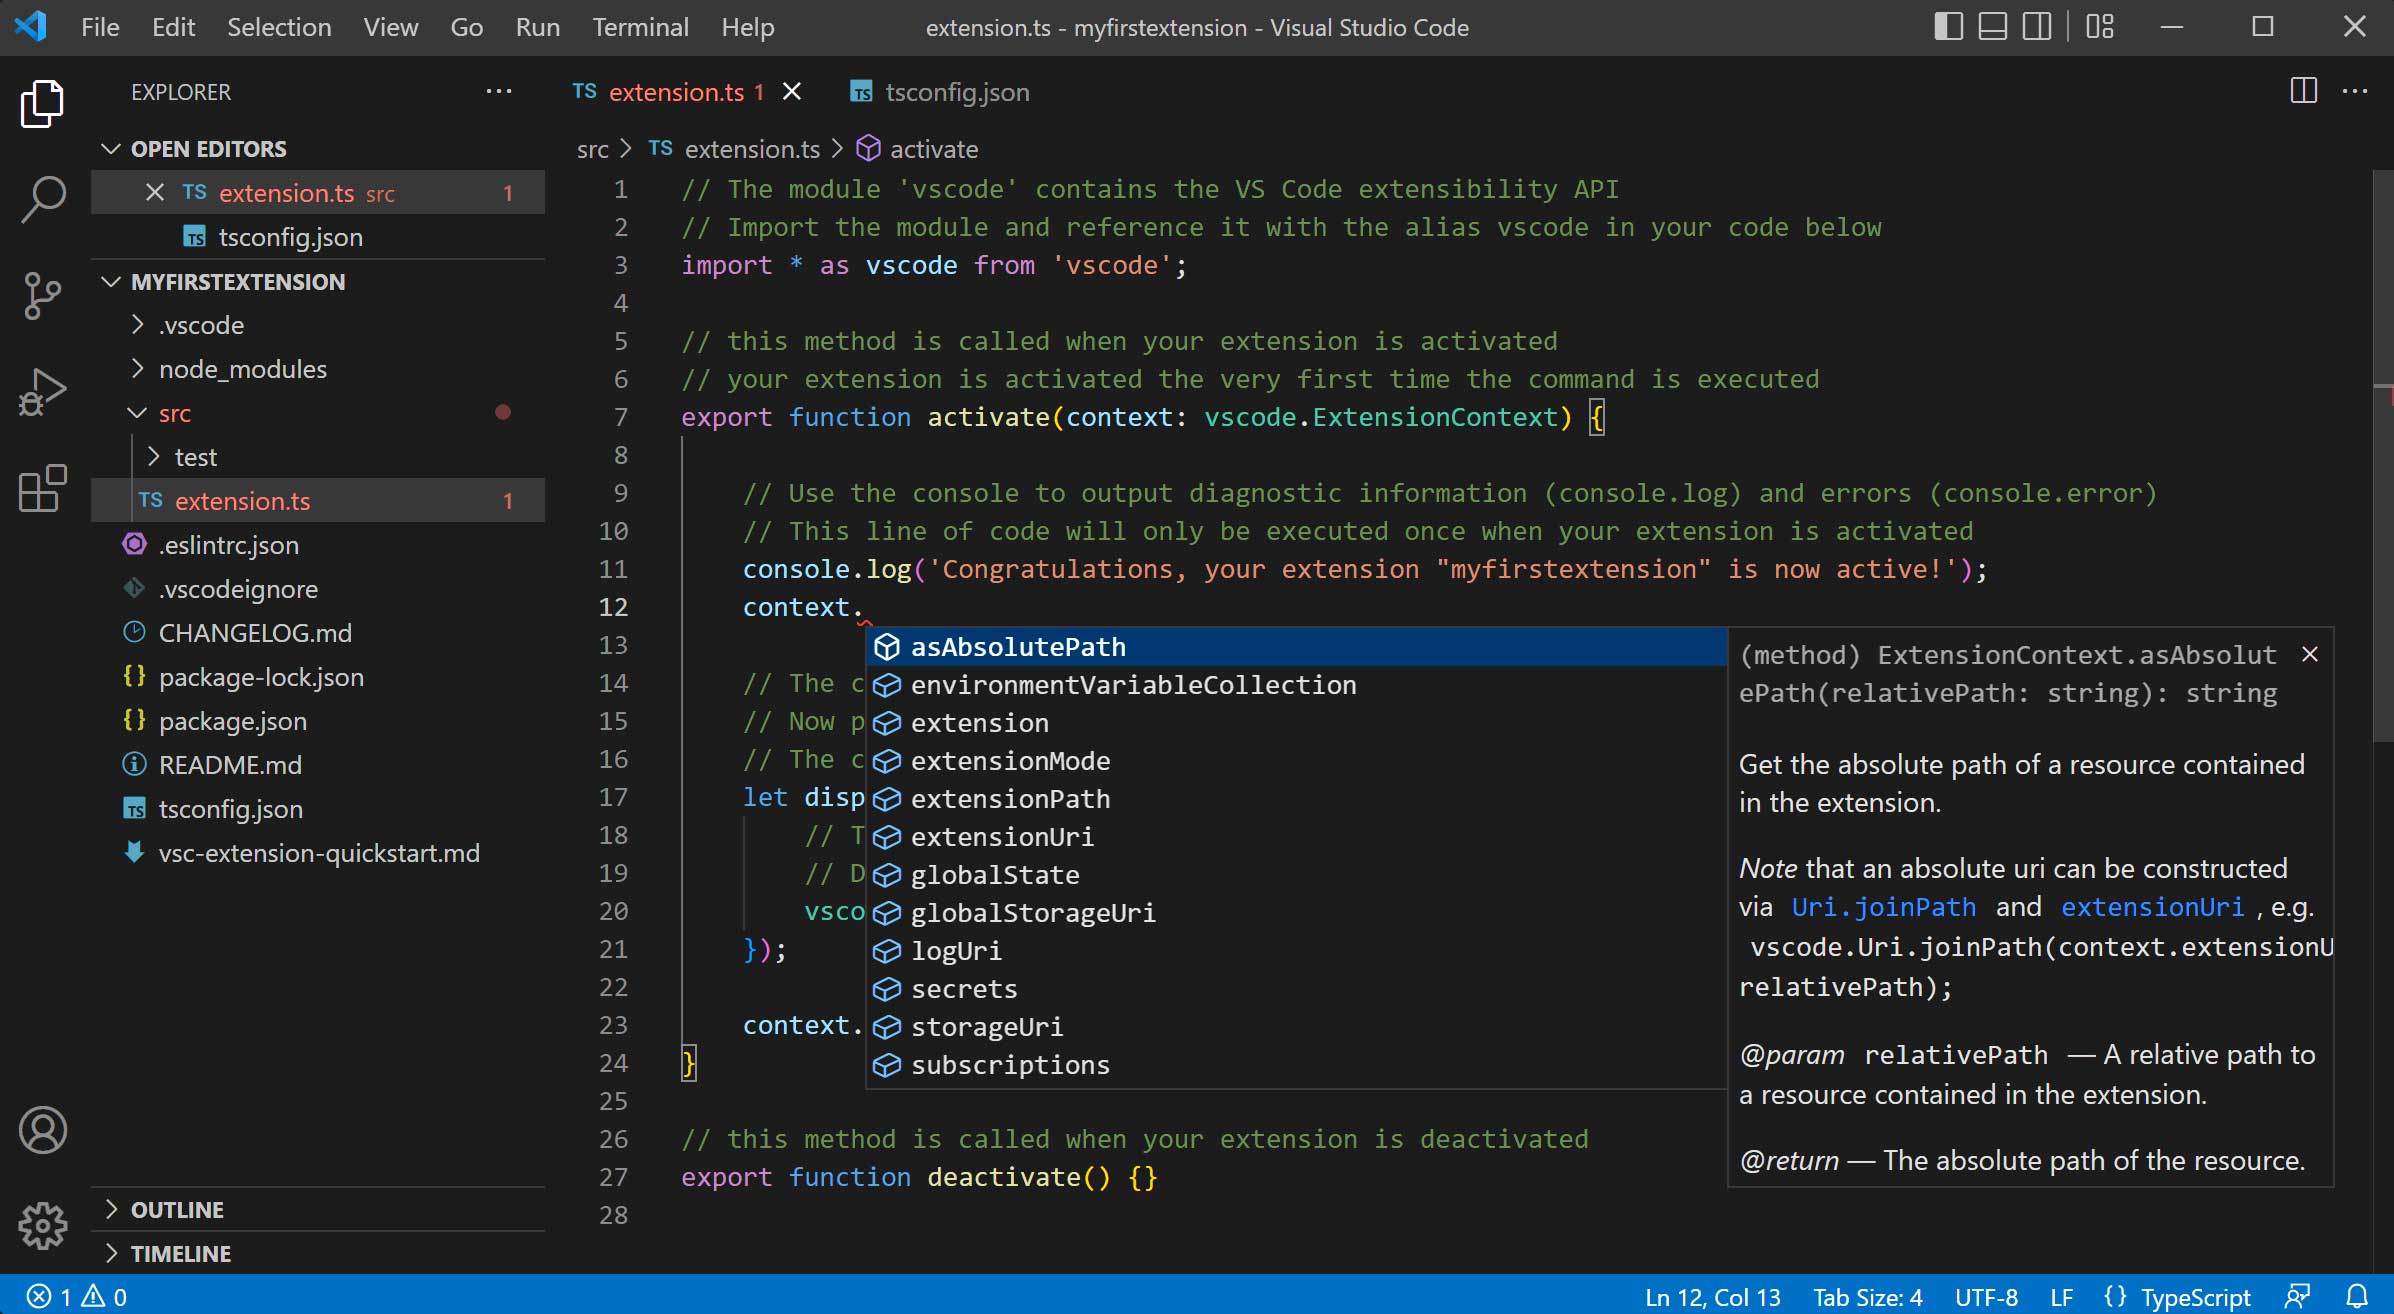 File Edit Selection View Go Run Terminal Help extension.ts - myfirstextension - Visual Studio Code
EXPLORER
OPEN EDITORS
TS extension.ts src 1
TS tsconfig.json
MYFIRSTEXTENSION
.vscode
node_modules
src
test
TS extension.ts 1
.eslintrc.json
.vscodeignore
CHANGELOG.md
{} package-lock.json
{} package.json
README.md
TS tsconfig.json
vsc-extension-quickstart.md
OUTLINE
TIMELINE
TS extension.ts 1 TS tsconfig.json
src > TS extension.ts > activate
1 // The module 'vscode' contains the VS Code extensibility API
2 // Import the module and reference it with the alias vscode in your code below
3 import * as vscode from 'vscode';
4
5 // this method is called when your extension is activated
6 // your extension is activated the very first time the command is executed
7 export function activate(context: vscode.ExtensionContext) {
8
9 // Use the console to output diagnostic information (console.log) and errors (console.error)
10 // This line of code will only be executed once when your extension is activated
11 console.log('Congratulations, your extension "myfirstextension" is now active!');
12 context.
13
14 // The c
15 // Now p
16 // The c
17 let disp
18 // T
19 // D
20 vsco
21 });
22
23 context.
24 }
25
26 // this method is called when your extension is deactivated
27 export function deactivate() {}
28
asAbsolutePath
environmentVariableCollection
extension
extensionMode
extensionPath
extensionUri
globalState
globalStorageUri
logUri
secrets
storageUri
subscriptions
(method) ExtensionContext.asAbsolut
ePath(relativePath: string): string
Get the absolute path of a resource contained
in the extension.
Note that an absolute uri can be constructed
via Uri.joinPath and extensionUri , e.g.
vscode.Uri.joinPath(context.extensionU
relativePath);
@param relativePath — A relative path to
a resource contained in the extension.
@return — The absolute path of the resource.
1 0 Ln 12, Col 13 Tab Size: 4 UTF-8 LF {} TypeScript